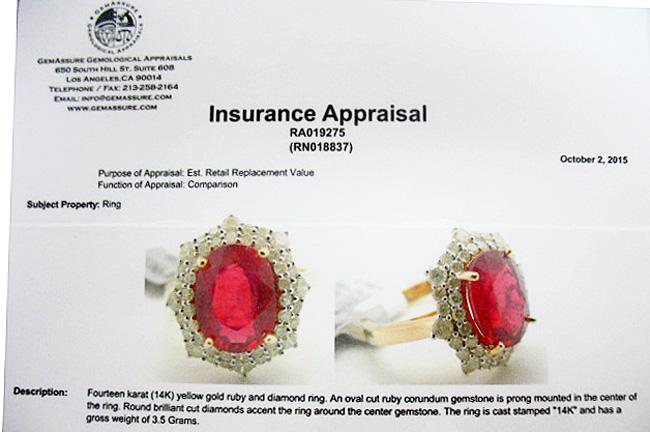 GEMASSURE
GEMOLOGICAL APPRAISALS
GEMASSURE GEMOLOGICAL APPRAISALS
650 SOUTH HILL ST. SUITE 608
LOS ANGELES,CA 90014
TELEPHONE / FAX: 213-258-2164
EMAIL: INFO@GEMASSURE.COM
WWW.GEMASSURE.COM
Insurance Appraisal
RA019275
(RN018837)
October 2, 2015
Purpose of Appraisal: Est. Retail Replacement Value
Function of Appraisal: Comparison
Subject Property: Ring
Description: Fourteen karat (14K) yellow gold ruby and diamond ring. An oval cut ruby corundum gemstone is prong mounted in the center of
the ring. Round brilliant cut diamonds accent the ring around the center gemstone. The ring is cast stamped "14K" and has a
gross weight of 3.5 Grams.